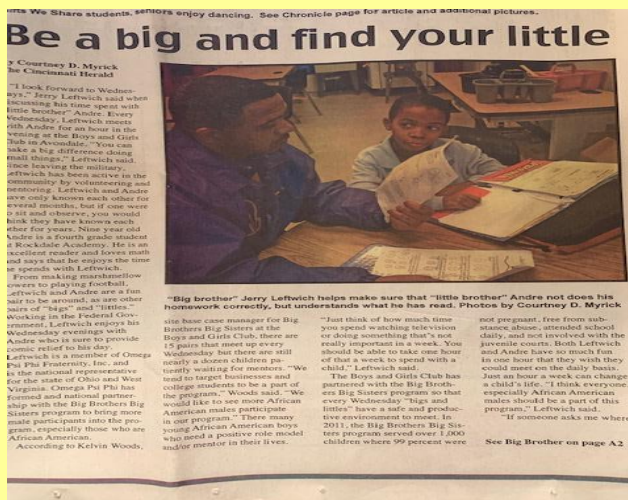 We Share students, seniors enjoy dancing. See Chronicle page for article and additional pictures.
Be a big and find your little
Courtney D. Myrick
The Cincinnati Herald
"I look forward to Wednes-
days," Jerry Leftwich said when
discussing his time spent with
"little brother" Andre. Every
Wednesday, Leftwich meets
with Andre for an hour in the
evening at the Boys and Girls
Club in Avondale. "You can
make a big difference doing
small things," Leftwich said.
Since leaving the military,
Leftwich has been active in the
community by volunteering and
mentoring. Leftwich and Andre
have only known each other for
several months, but if one were
to sit and observe, you would
think they have known each
other for years. Nine year old
Andre is a fourth grade student
at Rockdale Academy. He is an
excellent reader and loves math
and says that he enjoys the time
he spends with Leftwich.
From making marshmellow
towers to playing football,
Leftwich and Andre are a fun
pair to be around, as are other
pairs of "bigs" and "littles."
Working in the Federal Gov-
ernment, Leftwich enjoys his
Wednesday evenings with
Andre who is sure to provide
comic relief to his day.
Leftwich is a member of Omega
Psi Phi Fraternity, Inc. and
is the national representative
for the state of Ohio and West
Virginia. Omega Psi Phi has
formed and national partner-
ship with the Big Brothers Big
Sisters program to bring more
male participants into the pro-
gram, especially those who are
African American.
According to Kelvin Woods,
"Big brother" Jerry Leftwich helps make sure that "little brother" Andre not does his
homework correctly, but understands what he has read. Photos by Courtney D. Myrick
site base case manager for Big
Brothers Big Sisters at the
Boys and Girls Club, there are
15 pairs that meet up every
Wednesday but there are still
nearly a dozen children pa-
tiently waiting for mentors. "We
tend to target businesses and
college students to be a part of
the program," Woods said. "We
would like to see more African
American males participate
in our program." There many
young African American boys
who need a positive role model
and/or mentor in their lives.
"Just think of how much time
you spend watching television
or doing something that's not
really important in a week. You
should be able to take one hour
of that a week to spend with a
child," Leftwich said.
The Boys and Girls Club has
partnered with the Big Broth-
ers Big Sisters program so that
every Wednesday "bigs and
littles" have a safe and produc-
tive environment to meet. In
2011, the Big Brothers Big Sis-
ters program served over 1,000
children where 99 percent were
not pregnant, free from sub-
stance abuse, attended school
daily, and not involved with the
juvenile courts. Both Leftwich
and Andre have so much fun
in one hour that they wish they
could meet on the daily basis.
Just an hour a week can change
a child's life. "I think everyone
especially African American
males should be a part of this
program," Leftwich said.
"If someone asks me where
See Big Brother on page A2